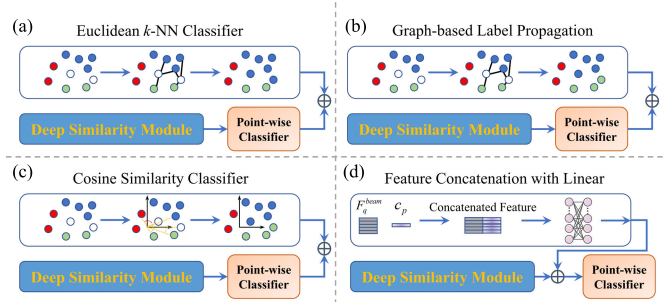 (a) Euclidean k-NN Classifier
Deep Similarity Module
Point-wise
Classifier
(b) Graph-based Label Propagation
Deep Similarity Module
Point-wise
Classifier
(c) Cosine Similarity Classifier
Deep Similarity Module
Point-wise
Classifier
(d) Feature Concatenation with Linear
F_q^beam c_p Concatenated Feature
Deep Similarity Module
Point-wise
Classifier